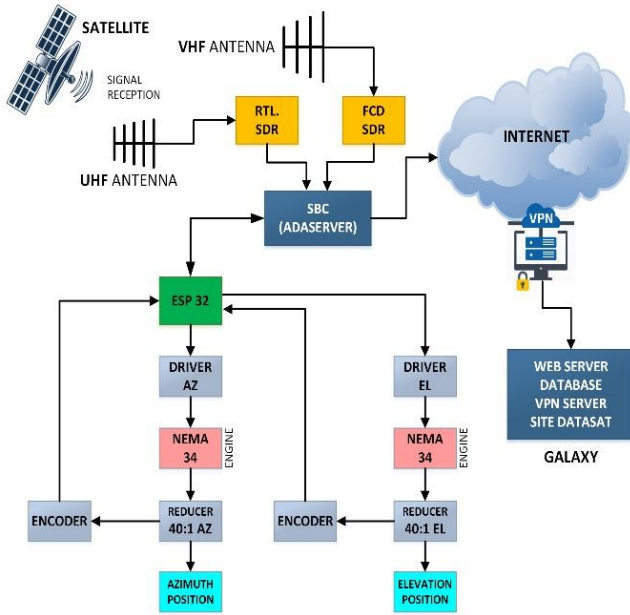 SATELLITE
SIGNAL
RECEPTION
VHF ANTENNA
UHF ANTENNA
RTL.
SDR
FCD
SDR
INTERNET
SBC
(ADASERVER)
VPN
ESP 32
DRIVER
AZ
DRIVER
EL
WEB SERVER
DATABASE
VPN SERVER
SITE DATASAT
GALAXY
NEMA
34
ENGINE
NEMA
34
ENGINE
ENCODER
REDUCER
40:1 AZ
ENCODER
REDUCER
40:1 EL
AZIMUTH
POSITION
ELEVATION
POSITION